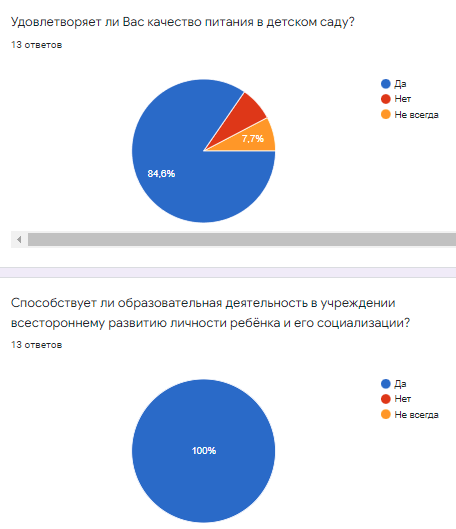 Удовлетворяет ли Вас качество питания в детском саду?
13 ответов
Да
Нет
Не всегда
7,7%
84,6%
Способствует ли образовательная деятельность в учреждении
всестороннему развитию личности ребёнка и его социализации?
13 ответов
Да
Нет
Не всегда
100%